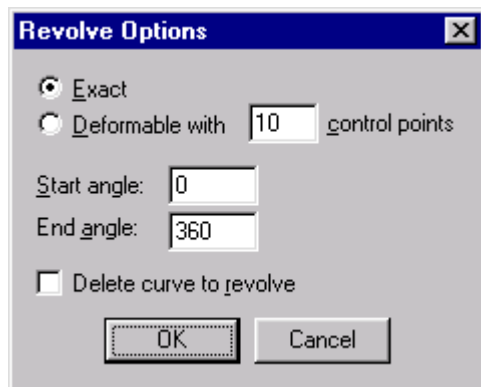 Revolve Options
Exact
Deformable with 10 control points
Start angle: 0
End angle: 360
Delete curve to revolve
OK Cancel